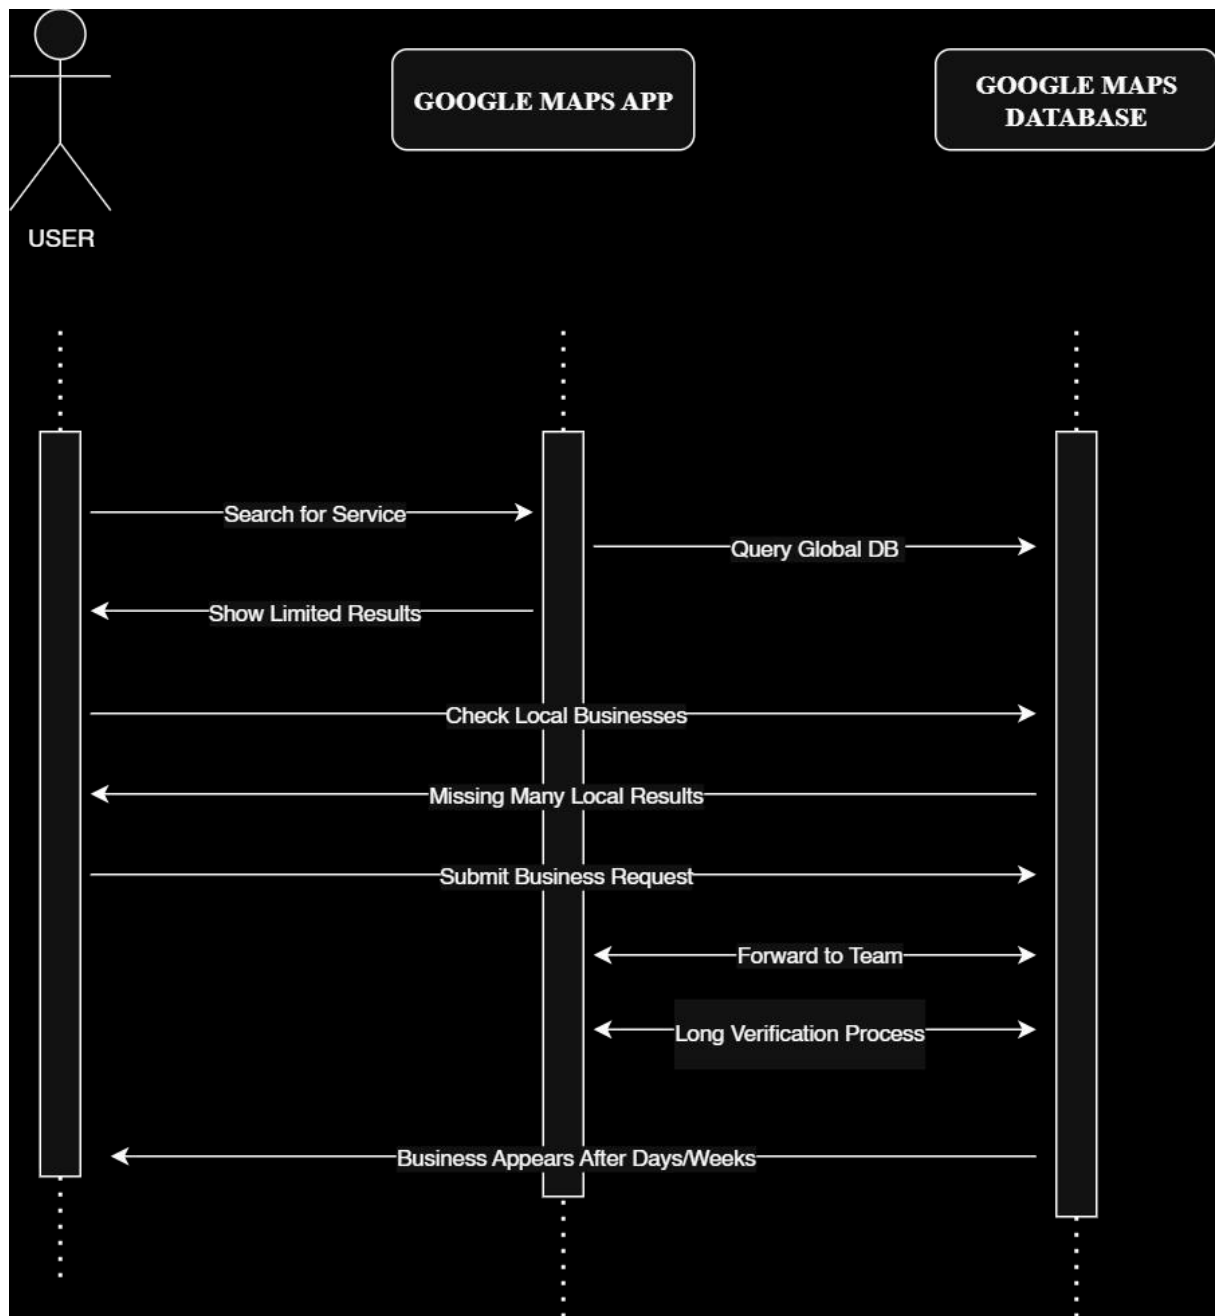 GOOGLE MAPS APP
GOOGLE MAPS
DATABASE
USER
Search for Service
Query Global DB
Show Limited Results
Check Local Businesses
Missing Many Local Results
Submit Business Request
Forward to Team
Long Verification Process
Business Appears After Days/Weeks